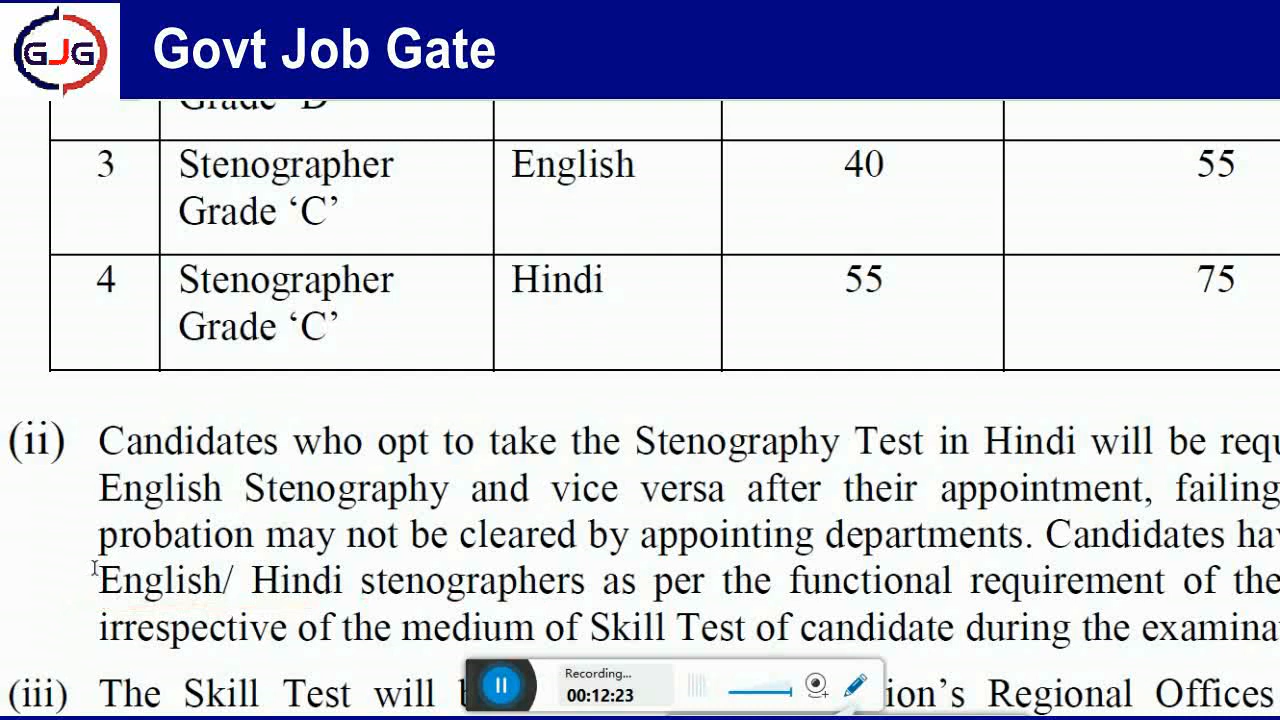 GJG
Govt Job Gate
Grade 'D'
3 Stenographer English 40 55
Grade ‘C’
4 Stenographer Hindi 55 75
Grade ‘C’
(ii) Candidates who opt to take the Stenography Test in Hindi will be requ
English Stenography and vice versa after their appointment, failing
probation may not be cleared by appointing departments. Candidates hav
English/ Hindi stenographers as per the functional requirement of the
irrespective of the medium of Skill Test of candidate during the examina
(iii) The Skill Test will ion’s Regional Offices
Recording...
00:12:23